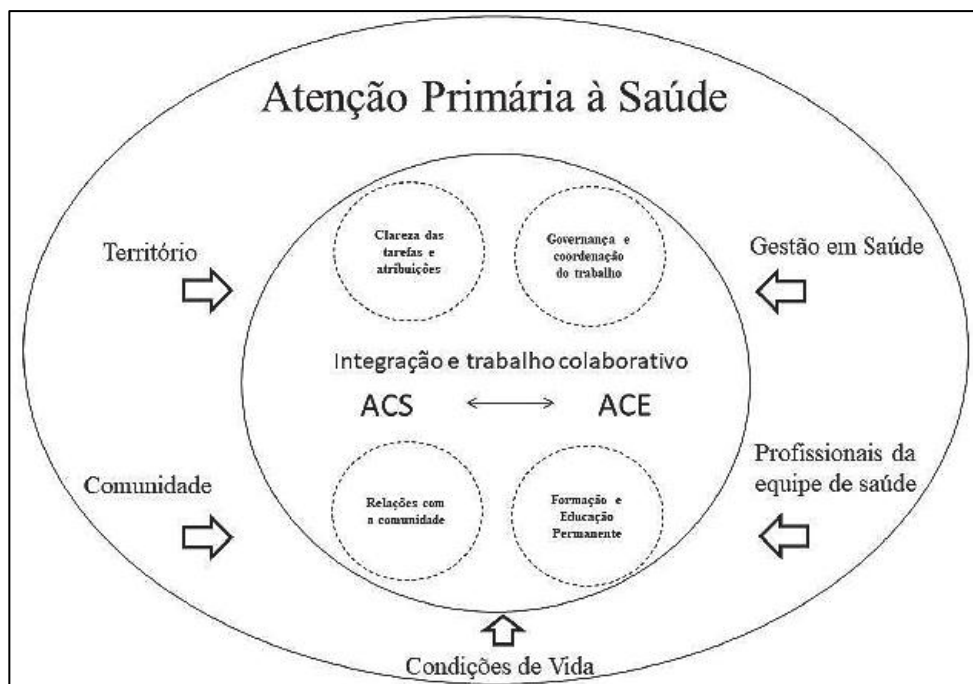 Atenção Primária à Saúde
Território
Gestão em Saúde
Clareza das
tarefas e
atribuições
Governança e
coordenação
do trabalho
Integração e trabalho colaborativo
ACS
ACE
Comunidade
Profissionais da
equipe de saúde
Relações com
a comunidade
Formação e
Educação
Permanente
Condições de Vida